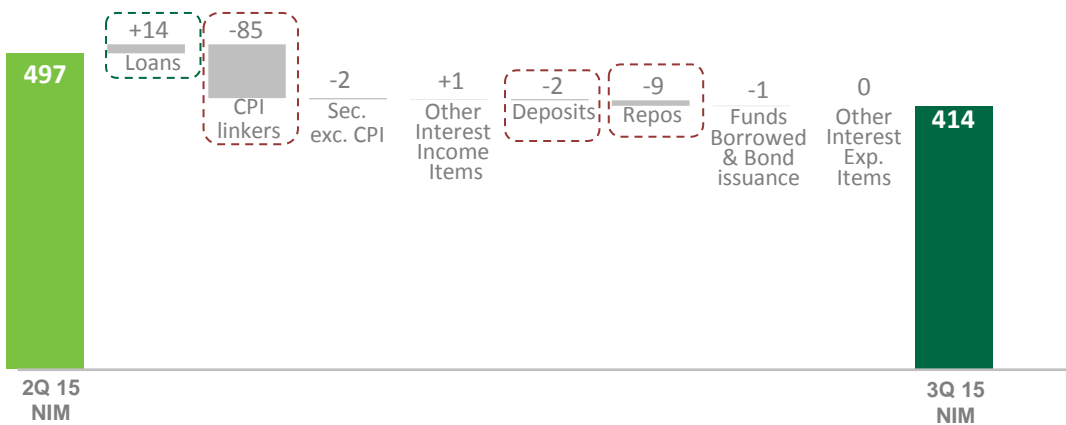 497
+14
Loans
-85
CPI
linkers
-2
Sec.
exc. CPI
+1
Other
Interest
Income
Items
-2
Deposits
-9
Repos
-1
Funds
Borrowed
& Bond
issuance
0
Other
Interest
Exp.
Items
414
2Q 15
NIM
3Q 15
NIM